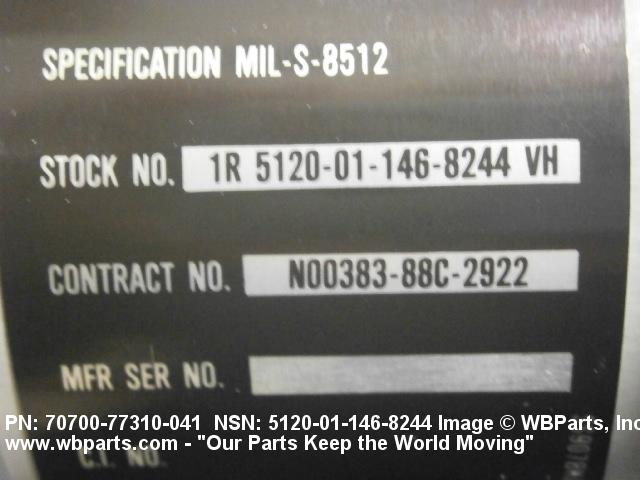 SPECIFICATION MIL-S-8512
STOCK NO. 1R 5120-01-146-8244 VH
CONTRACT NO. N00383-88C-2922
MFR SER NO.
PN: 70700-77310-041 NSN: 5120-01-146-8244 Image © WBParts, Inc
www.wbparts.com - "Our Parts Keep the World Moving"
C.I. NO.